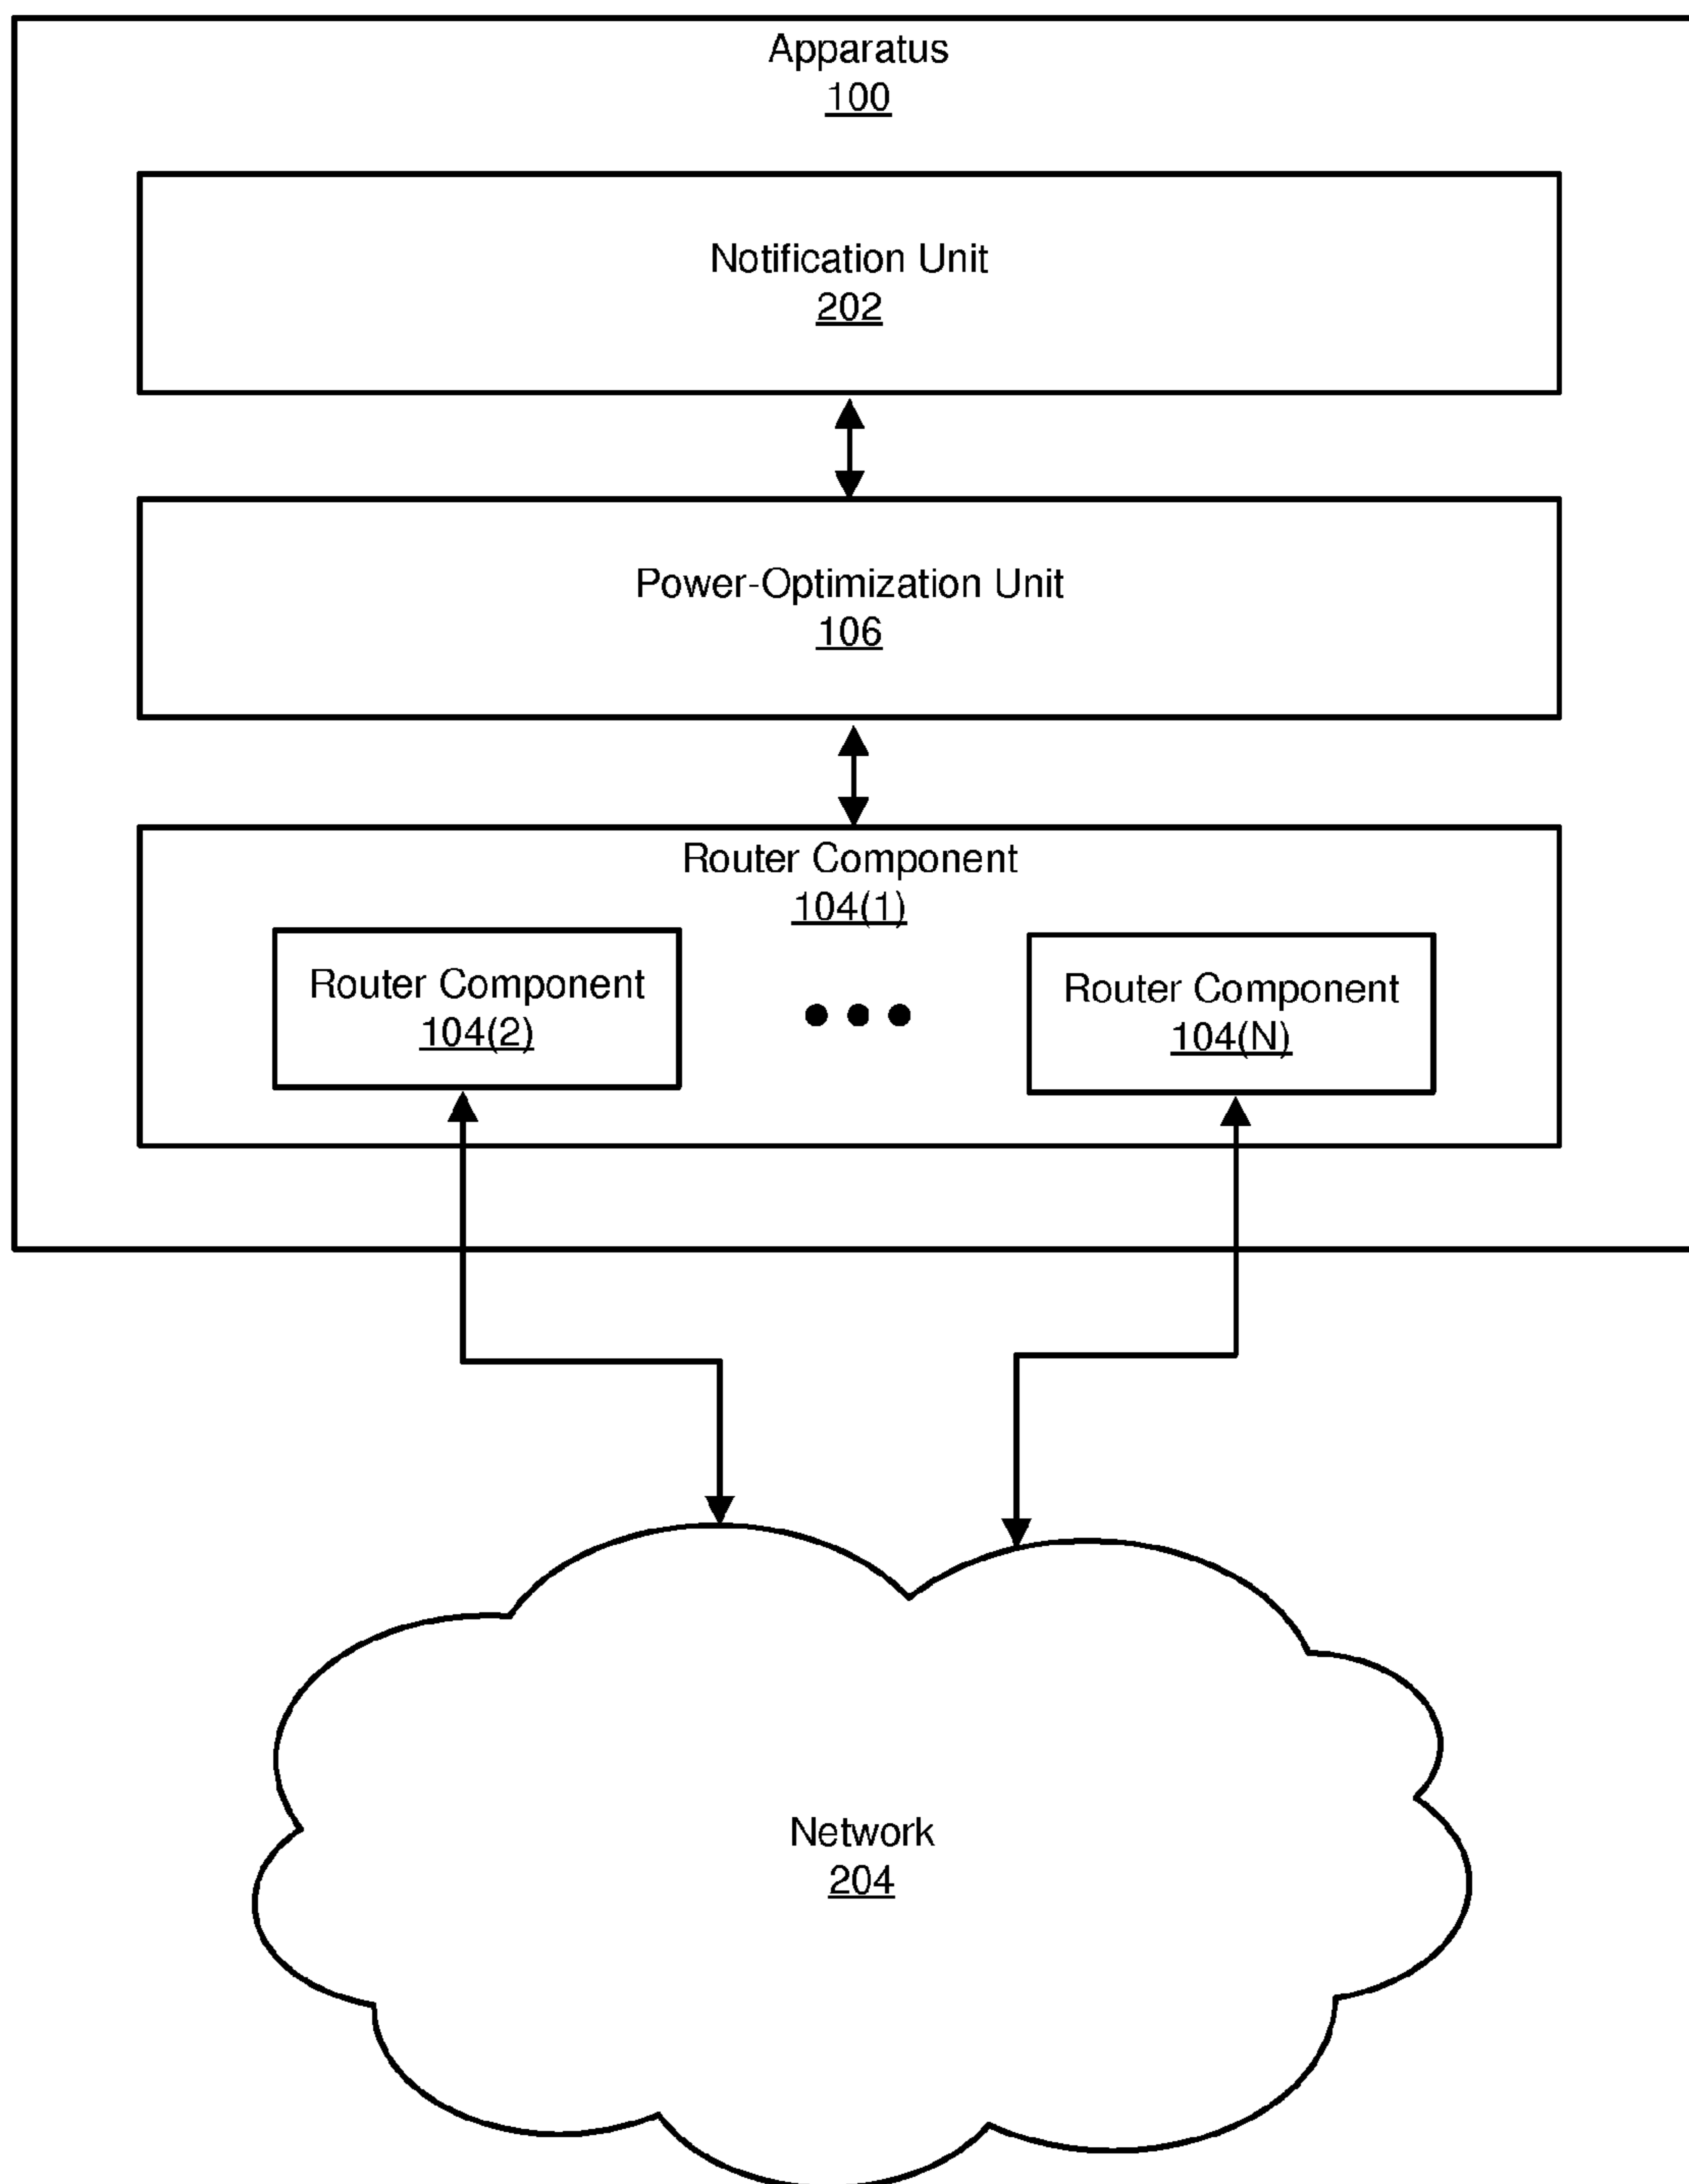 Apparatus
100
Notification Unit
202
Power-Optimization Unit
106
Router Component
104(1)
Router Component
104(2)
Router Component
104(N)
Network
204